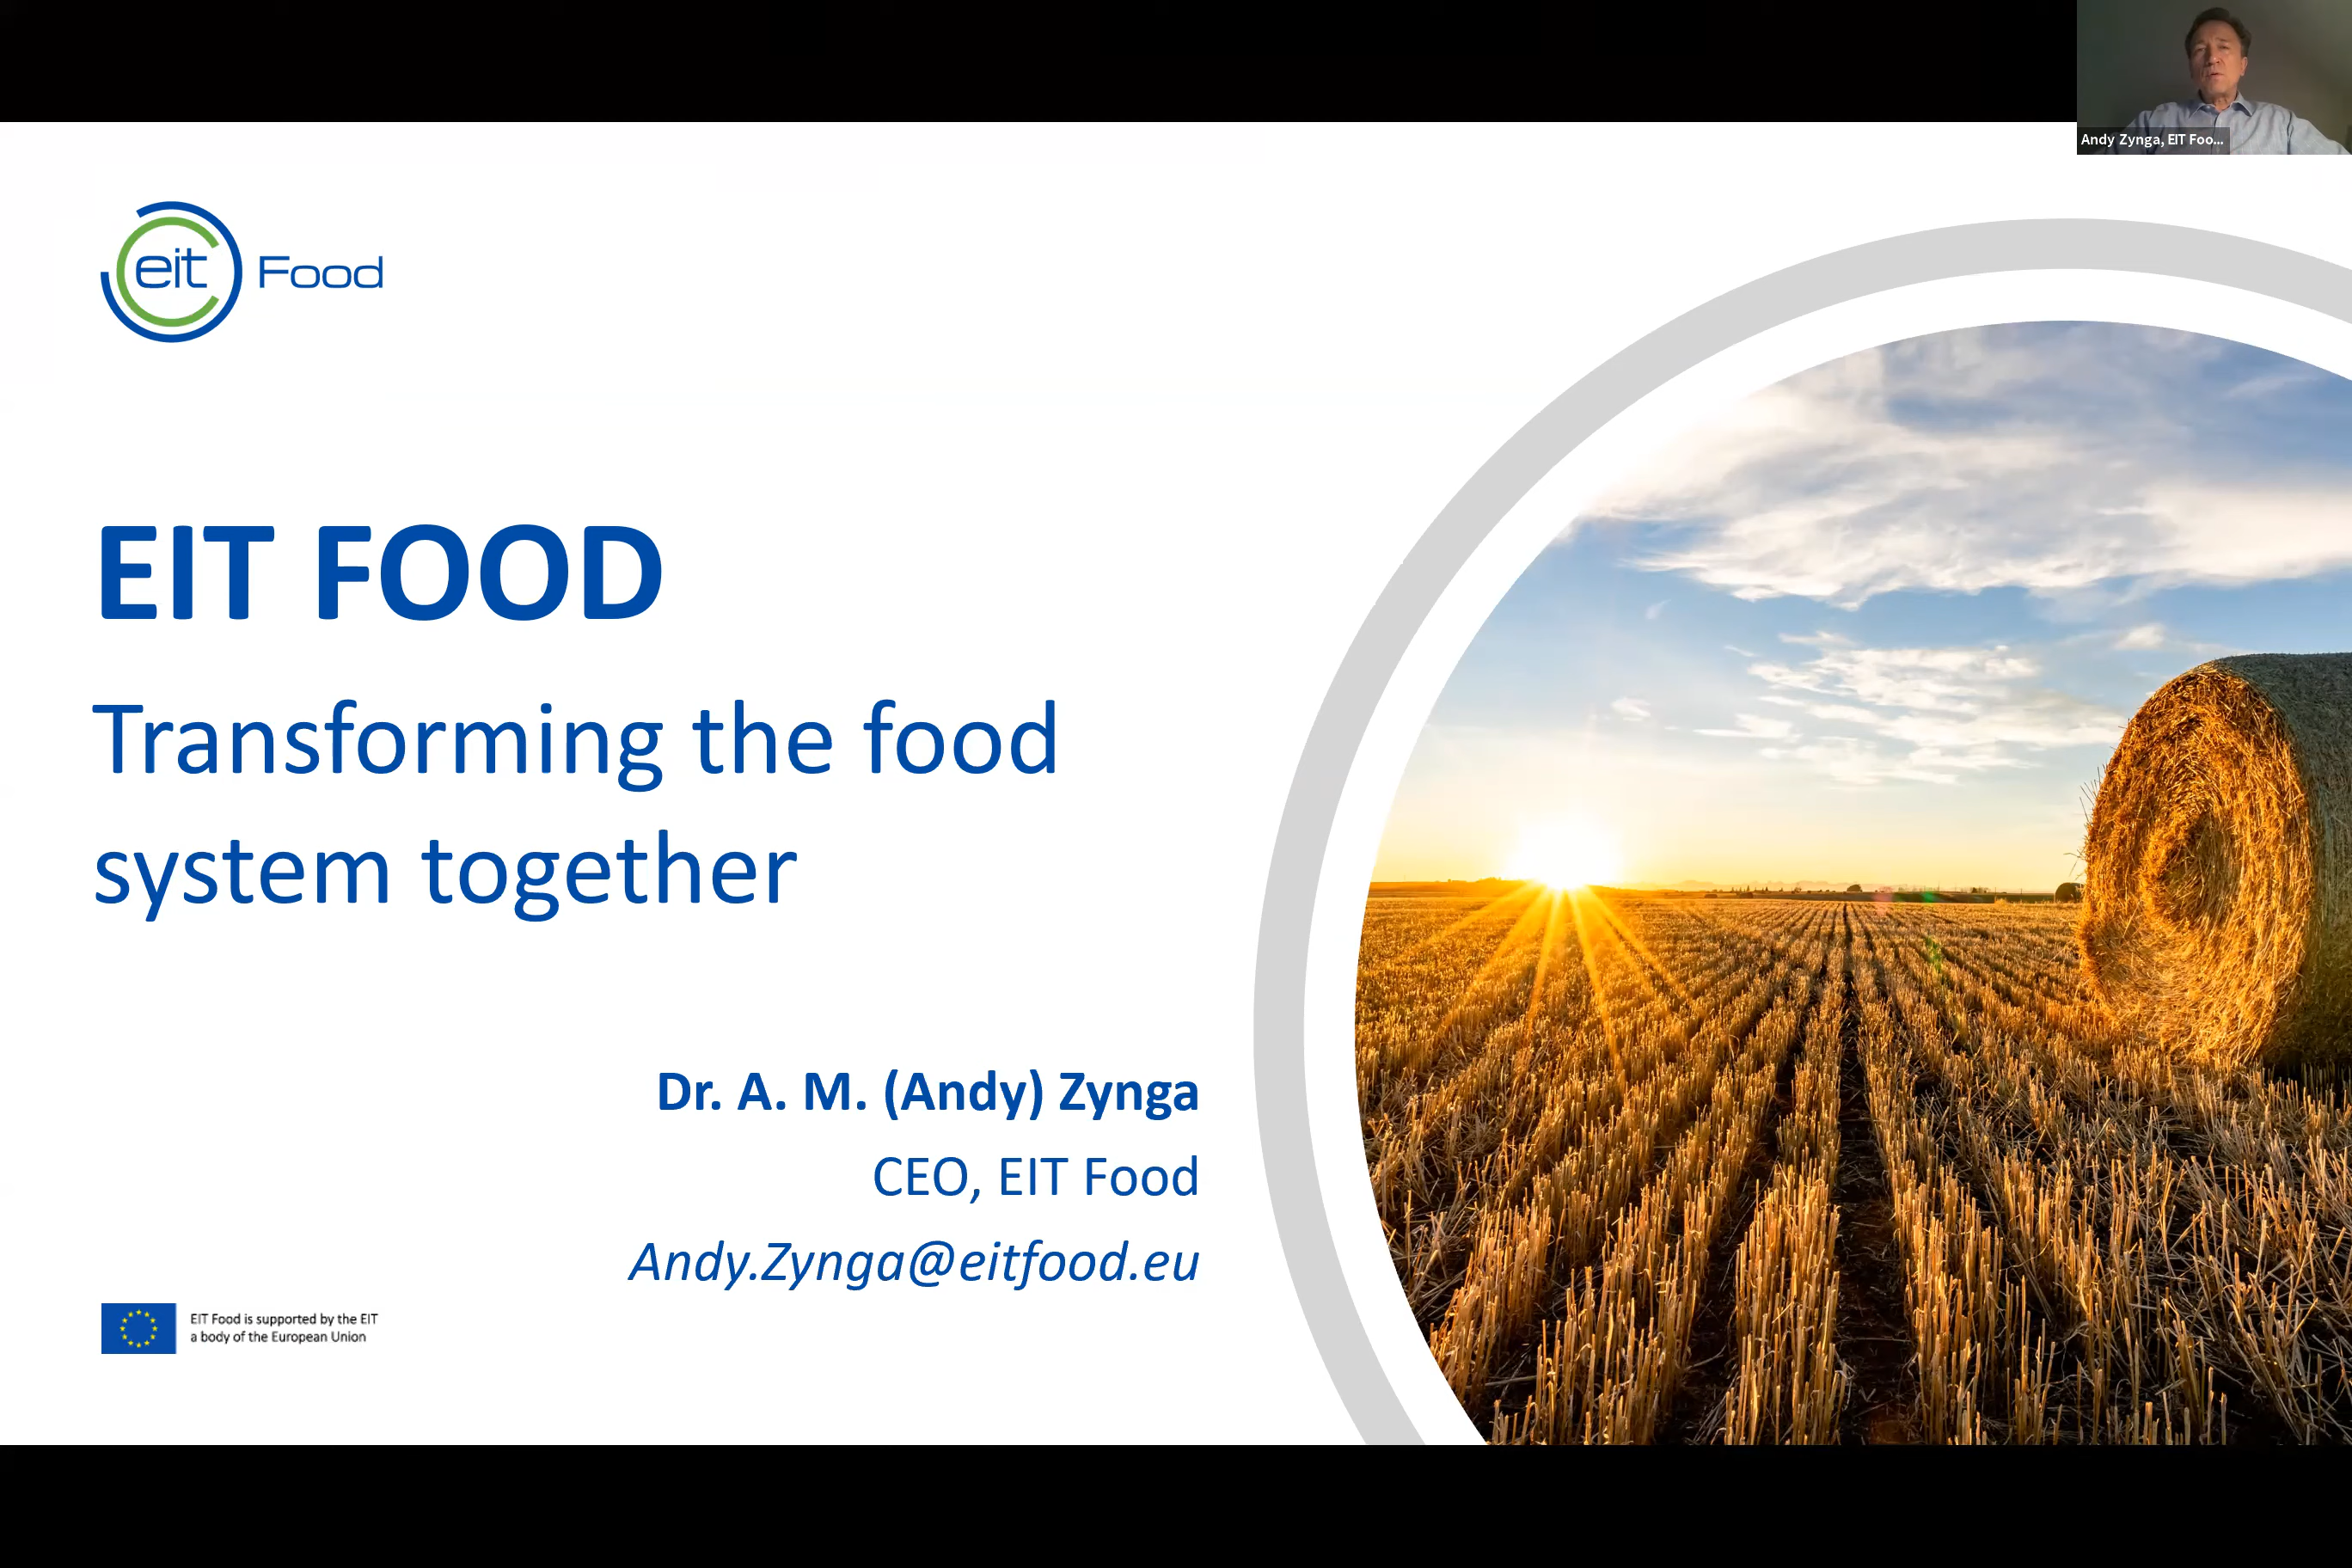 Andy Zynga, EIT Foo...
eit Food
EIT FOOD
Transforming the food
system together
Dr. A. M. (Andy) Zynga
CEO, EIT Food
Andy.Zynga@eitfood.eu
EIT Food is supported by the EIT
a body of the European Union